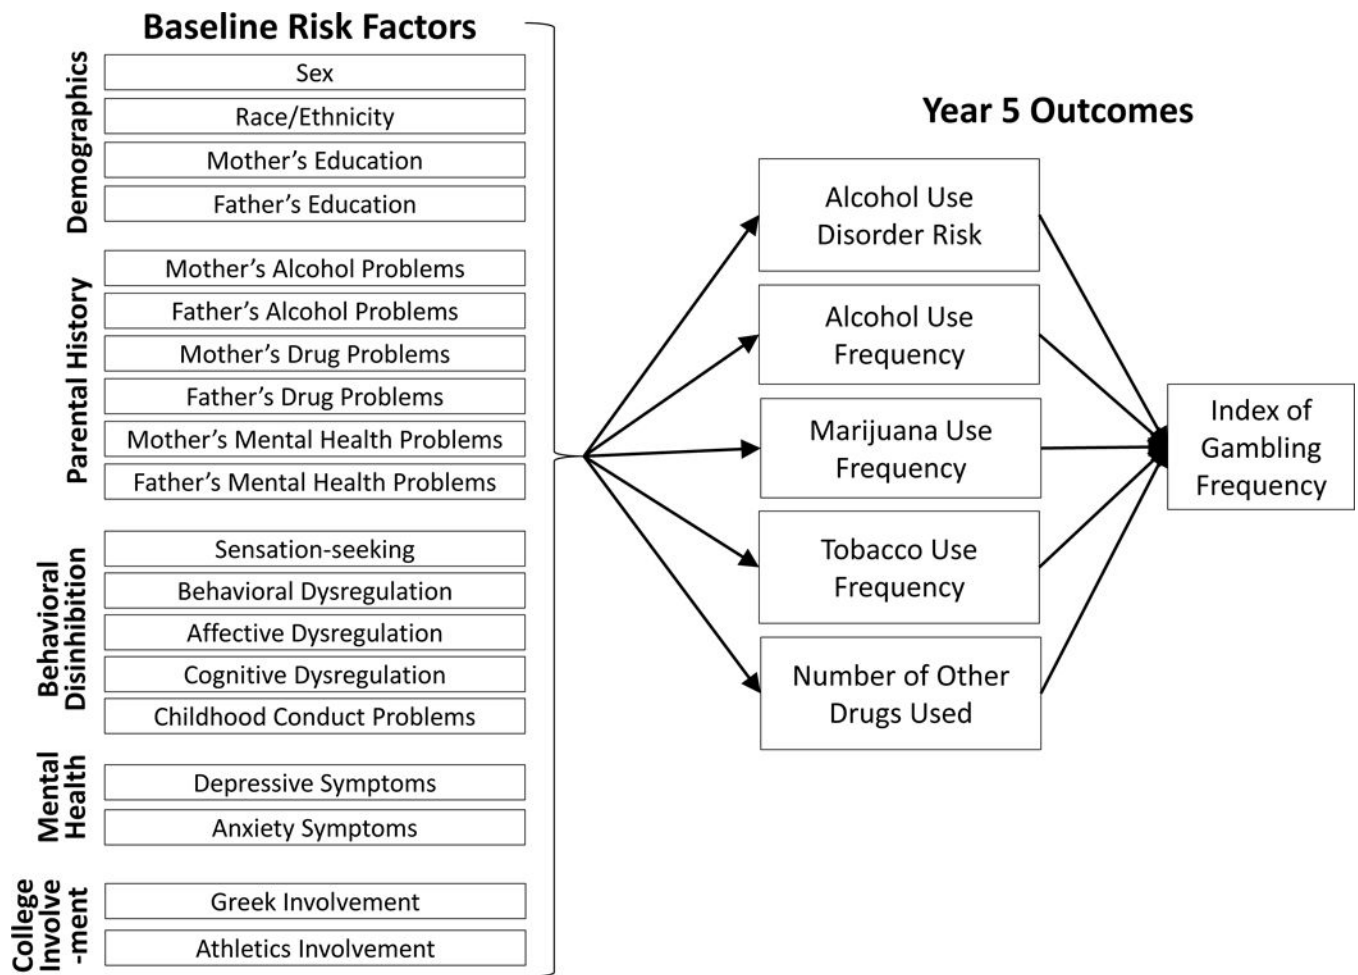 Baseline Risk Factors
Demographics
Sex
Race/Ethnicity
Mother’s Education
Father’s Education
Parental History
Mother’s Alcohol Problems
Father’s Alcohol Problems
Mother’s Drug Problems
Father’s Drug Problems
Mother’s Mental Health Problems
Father’s Mental Health Problems
Behavioral
Disinhibition
Sensation-seeking
Behavioral Dysregulation
Affective Dysregulation
Cognitive Dysregulation
Childhood Conduct Problems
Mental
Health
Depressive Symptoms
Anxiety Symptoms
College
Involve
-ment
Greek Involvement
Athletics Involvement
Year 5 Outcomes
Alcohol Use
Disorder Risk
Alcohol Use
Frequency
Marijuana Use
Frequency
Tobacco Use
Frequency
Number of Other
Drugs Used
Index of
Gambling
Frequency